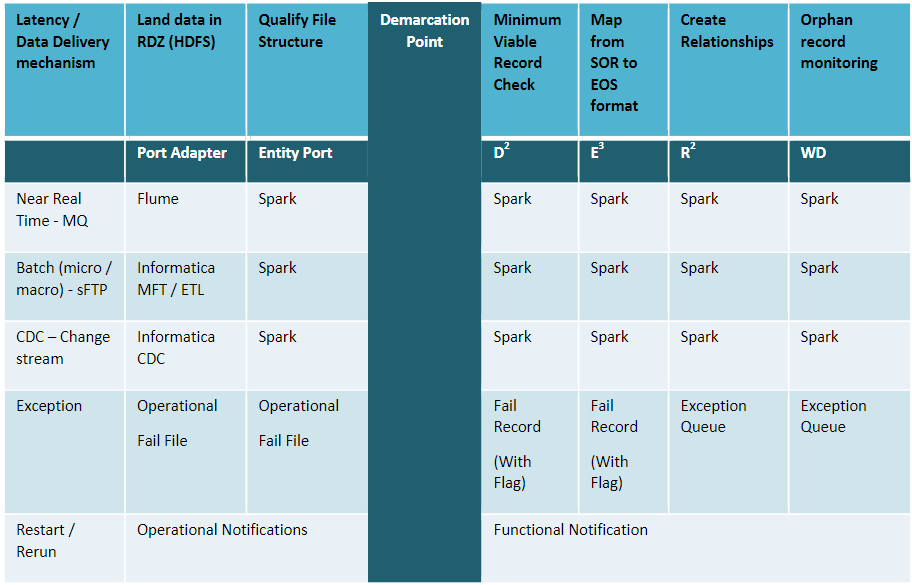 Latency /
Data Delivery
mechanism
Land data in
RDZ (HDFS)
Qualify File
Structure
Demarcation
Point
Minimum
Viable
Record
Check
Map
from
SOR to
EOS
format
Create
Relationships
Orphan
record
monitoring
Port Adapter
Entity Port
D²
E³
R²
WD
Near Real
Time - MQ
Flume
Spark
Spark
Spark
Spark
Spark
Batch (micro /
macro) - sFTP
Informatica
MFT / ETL
Spark
Spark
Spark
Spark
Spark
CDC – Change
stream
Informatica
CDC
Spark
Spark
Spark
Spark
Spark
Exception
Operational
Fail File
Operational
Fail File
Fail
Record
(With
Flag)
Fail
Record
(With
Flag)
Exception
Queue
Exception
Queue
Restart /
Rerun
Operational Notifications
Functional Notification